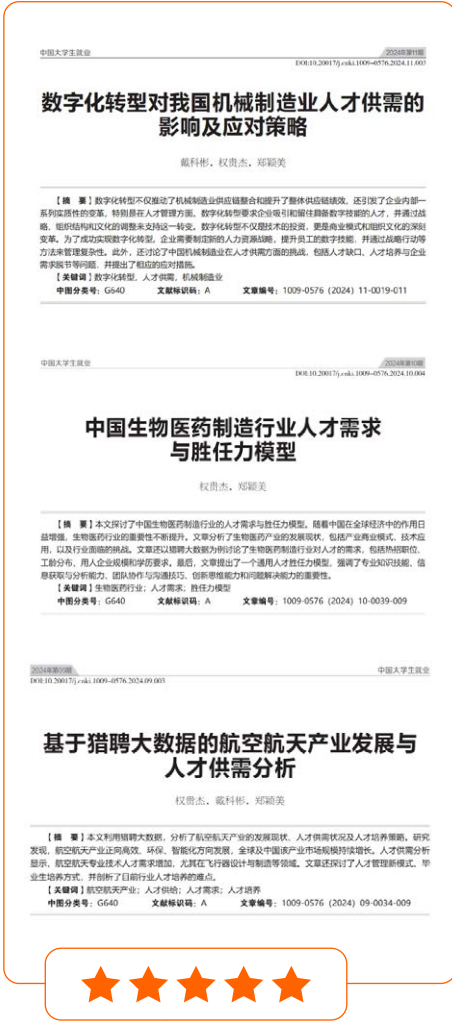 中国大学生就业
2024年第11期
DOI:10.20017/j.cnki.1009-0576.2024.11.003
数字化转型对我国机械制造业人才供需的
影响及应对策略
戴科彬、权贵杰、郑颖美
【摘 要】数字化转型不仅推动了机械制造业供应链整合和提升了整体供应链绩效，还引发了企业内部一
系列实质性的变革，特别是在人才管理方面。数字化转型要求企业吸引和留住具备数字技能的人才，并通过战
略、组织结构和文化的调整来支持这一转变。数字化转型不仅是技术的投资，更是商业模式和组织文化的深刻
变革。为了成功实现数字化转型，企业需要制定新的人力资源战略，提升员工的数字技能，并通过战略行动等
方法来管理复杂性。此外，还讨论了中国机械制造业在人才供需方面的挑战，包括人才缺口、人才培养与企业
需求脱节等问题，并提出了相应的应对措施。
【关键词】数字化转型，人才供需，机械制造业
中图分类号：G640 文献标识码：A 文章编号：1009-0576（2024）11-0019-011
中国大学生就业
2024年第10期
DOI:10.20017/j.cnki.1009-0576.2024.10.004
中国生物医药制造行业人才需求
与胜任力模型
权贵杰、郑颖美
【摘 要】本文探讨了中国生物医药制造行业的人才需求与胜任力模型。随着中国在全球经济中的作用日
益增强，生物医药行业的重要性不断提升。文章分析了生物医药产业的发展现状，包括产业商业模式、技术应
用，以及行业面临的挑战。文章还以猎聘大数据为例讨论了生物医药制造行业对人才的需求，包括热招职位、
工龄分布、用人企业规模和学历要求。最后，文章提出了一个通用人才胜任力模型，强调了专业知识技能、信
息获取与分析能力、团队协作与沟通技巧、创新思维能力和问题解决能力的重要性。
【关键词】生物医药行业；人才需求；胜任力模型
中图分类号：G640 文献标识码：A 文章编号：1009-0576（2024）10-0039-009
2024年第09期
中国大学生就业
DOI:10.20017/j.cnki.1009-0576.2024.09.003
基于猎聘大数据的航空航天产业发展与
人才供需分析
权贵杰、戴科彬、郑颖美
【摘 要】本文利用猎聘大数据，分析了航空航天产业的发展现状、人才供需状况及人才培养策略。研究
发现，航空航天产业正向高效、环保、智能化方向发展，全球及中国该产业市场规模持续增长。人才供需分析
显示，航空航天专业技术人才需求增加，尤其在飞行器设计与制造等领域。文章还探讨了人才管理新模式、毕
业生培养方式，并剖析了目前行业人才培养的难点。
【关键词】航空航天产业；人才供给；人才需求；人才培养
中图分类号：G640 文献标识码：A 文章编号：1009-0576（2024）09-0034-009